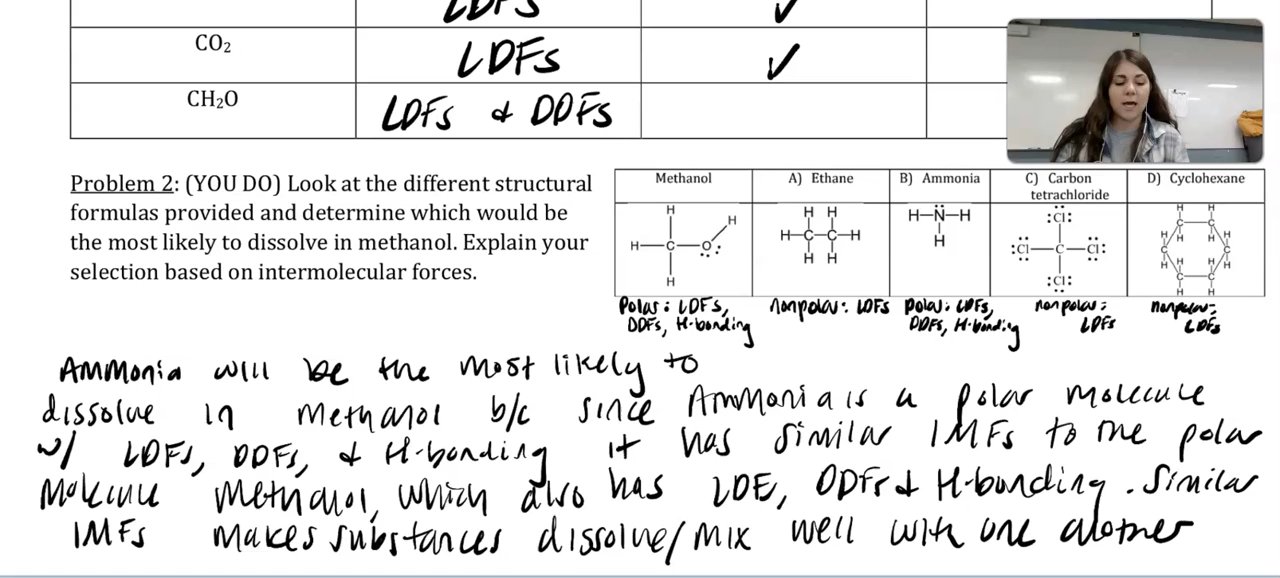 LDFs ✓
CO₂ LDFs ✓
CH₂O LDFs & DDFs
Problem 2: (YOU DO) Look at the different structural
formulas provided and determine which would be
the most likely to dissolve in methanol. Explain your
selection based on intermolecular forces.
Methanol A) Ethane B) Ammonia C) Carbon tetrachloride D) Cyclohexane
Polar: LDFs, DDFs, H-bonding
nonpolar: LDFs
Polar: LDFs, DDFs, H-bonding
nonpolar: LDFs
nonpolar: LDFs
Ammonia will be the most likely to
dissolve in Methanol b/c since Ammonia is a polar molecule
w/ LDFs, DDFs, & H-bonding it has similar IMFs to the polar
molecule methanol, which also has LDF, DDFs & H-bonding. Similar
IMFs makes substances dissolve/mix well with one another